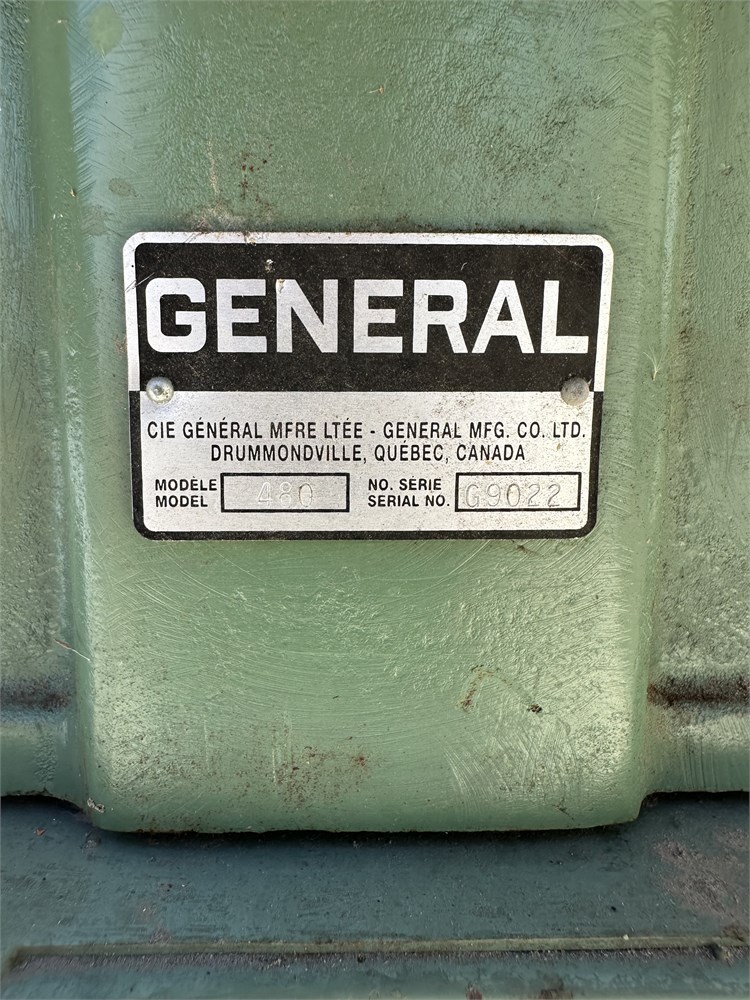 GENERAL
CIE GÉNÉRAL MFRE LTÉE - GENERAL MFG. CO. LTD.
DRUMMONDVILLE, QUÉBEC, CANADA
MODÈLE NO. SÉRIE
MODEL 480 SERIAL NO. G9022